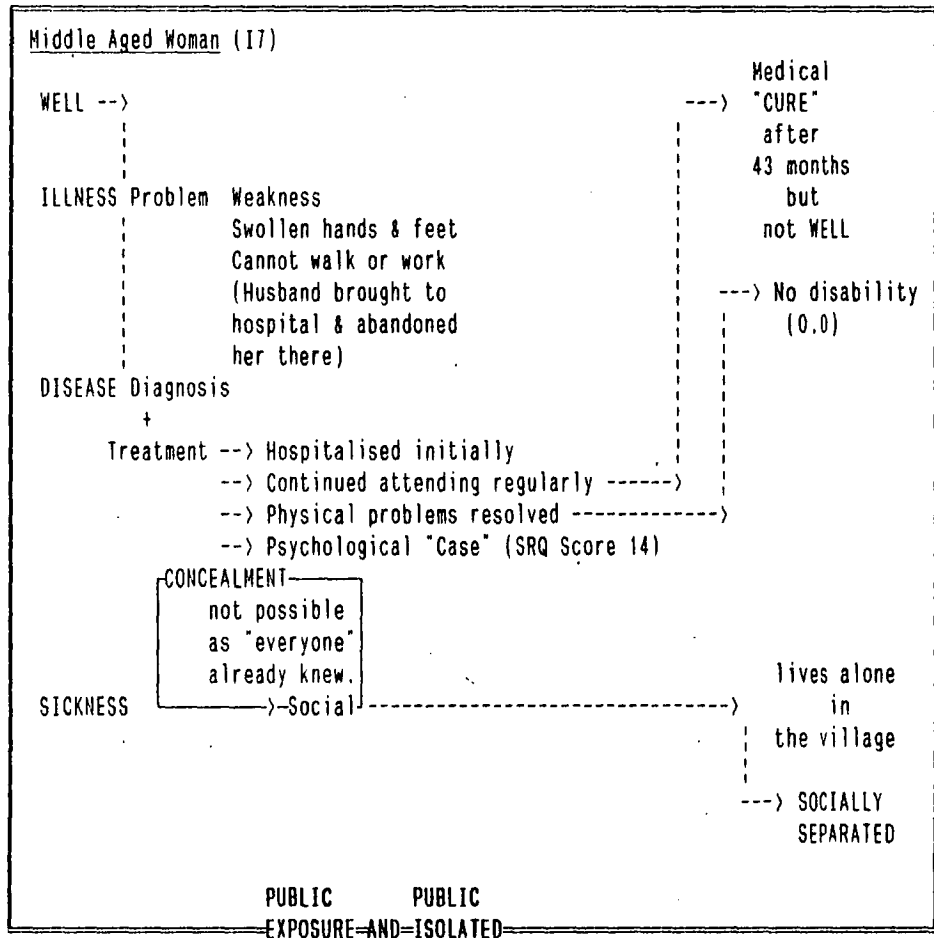 Middle Aged Woman (I7)
Medical
WELL --> ---> "CURE"
after
43 months
ILLNESS Problem Weakness but
Swollen hands & feet not WELL
Cannot walk or work
(Husband brought to ---> No disability
hospital & abandoned (0.0)
her there)
DISEASE Diagnosis
+
Treatment --> Hospitalised initially
--> Continued attending regularly ------>
--> Physical problems resolved ------------->
--> Psychological "Case" (SRQ Score 14)
CONCEALMENT
not possible
as "everyone"
already knew.
lives alone
SICKNESS >-Social ----------------------------> in
the village
---> SOCIALLY
SEPARATED
PUBLIC PUBLIC
EXPOSURE=AND=ISOLATED